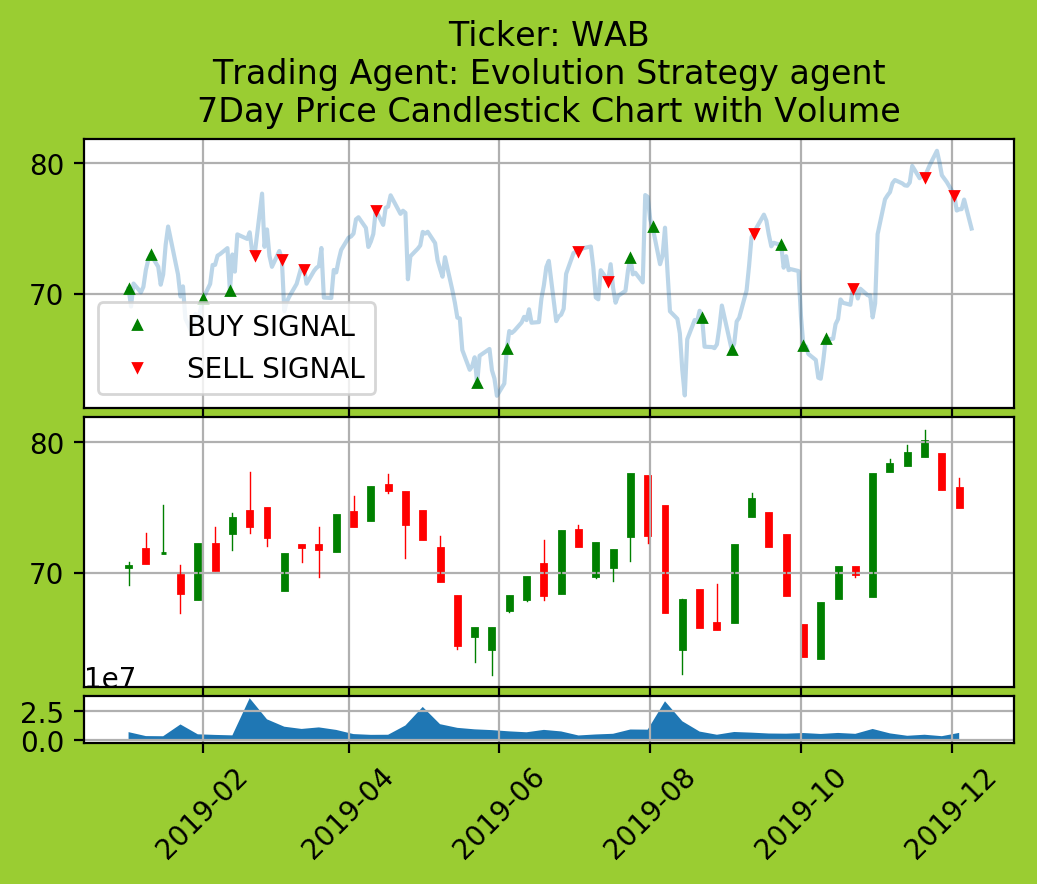 Ticker: WAB
Trading Agent: Evolution Strategy agent
7Day Price Candlestick Chart with Volume
80
70
BUY SIGNAL
SELL SIGNAL
80
70
1e7
2.5
0.0
2019-02
2019-04
2019-06
2019-08
2019-10
2019-12